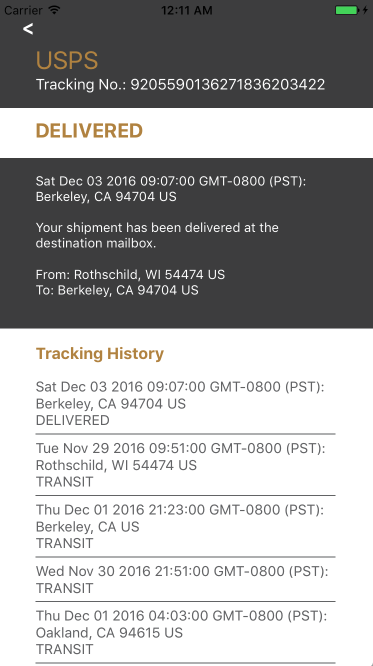 Carrier 12:11 AM
<
USPS
Tracking No.: 9205590136271836203422
DELIVERED
Sat Dec 03 2016 09:07:00 GMT-0800 (PST):
Berkeley, CA 94704 US
Your shipment has been delivered at the
destination mailbox.
From: Rothschild, WI 54474 US
To: Berkeley, CA 94704 US
Tracking History
Sat Dec 03 2016 09:07:00 GMT-0800 (PST):
Berkeley, CA 94704 US
DELIVERED
Tue Nov 29 2016 09:51:00 GMT-0800 (PST):
Rothschild, WI 54474 US
TRANSIT
Thu Dec 01 2016 21:23:00 GMT-0800 (PST):
Berkeley, CA US
TRANSIT
Wed Nov 30 2016 21:51:00 GMT-0800 (PST):
TRANSIT
Thu Dec 01 2016 04:03:00 GMT-0800 (PST):
Oakland, CA 94615 US
TRANSIT